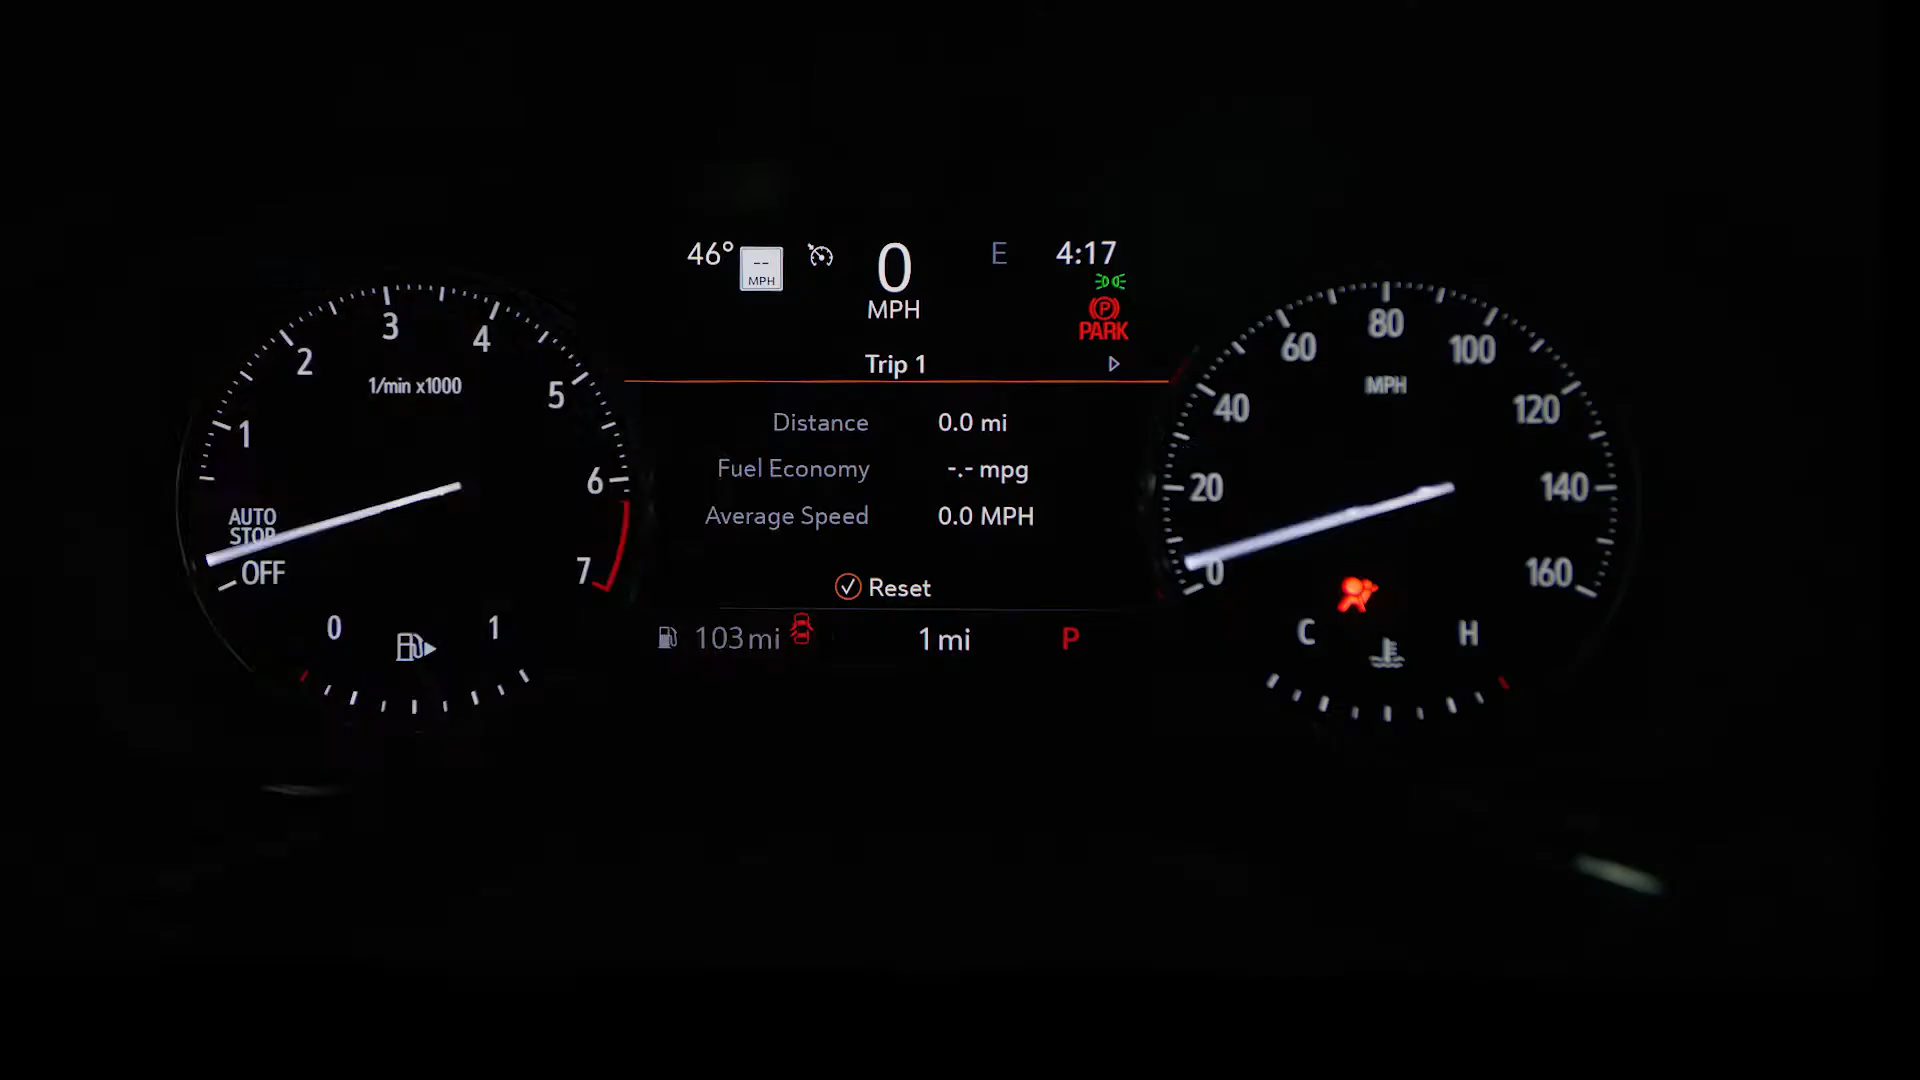 46° -- MPH 0 MPH E 4:17
P
PARK
Trip 1
Distance 0.0 mi
Fuel Economy -.- mpg
Average Speed 0.0 MPH
Reset
103 mi 1 mi P
1/min x1000
AUTO
STOP
OFF
1
2
3
4
5
6
7
0 1
MPH
0
20
40
60
80
100
120
140
160
C H